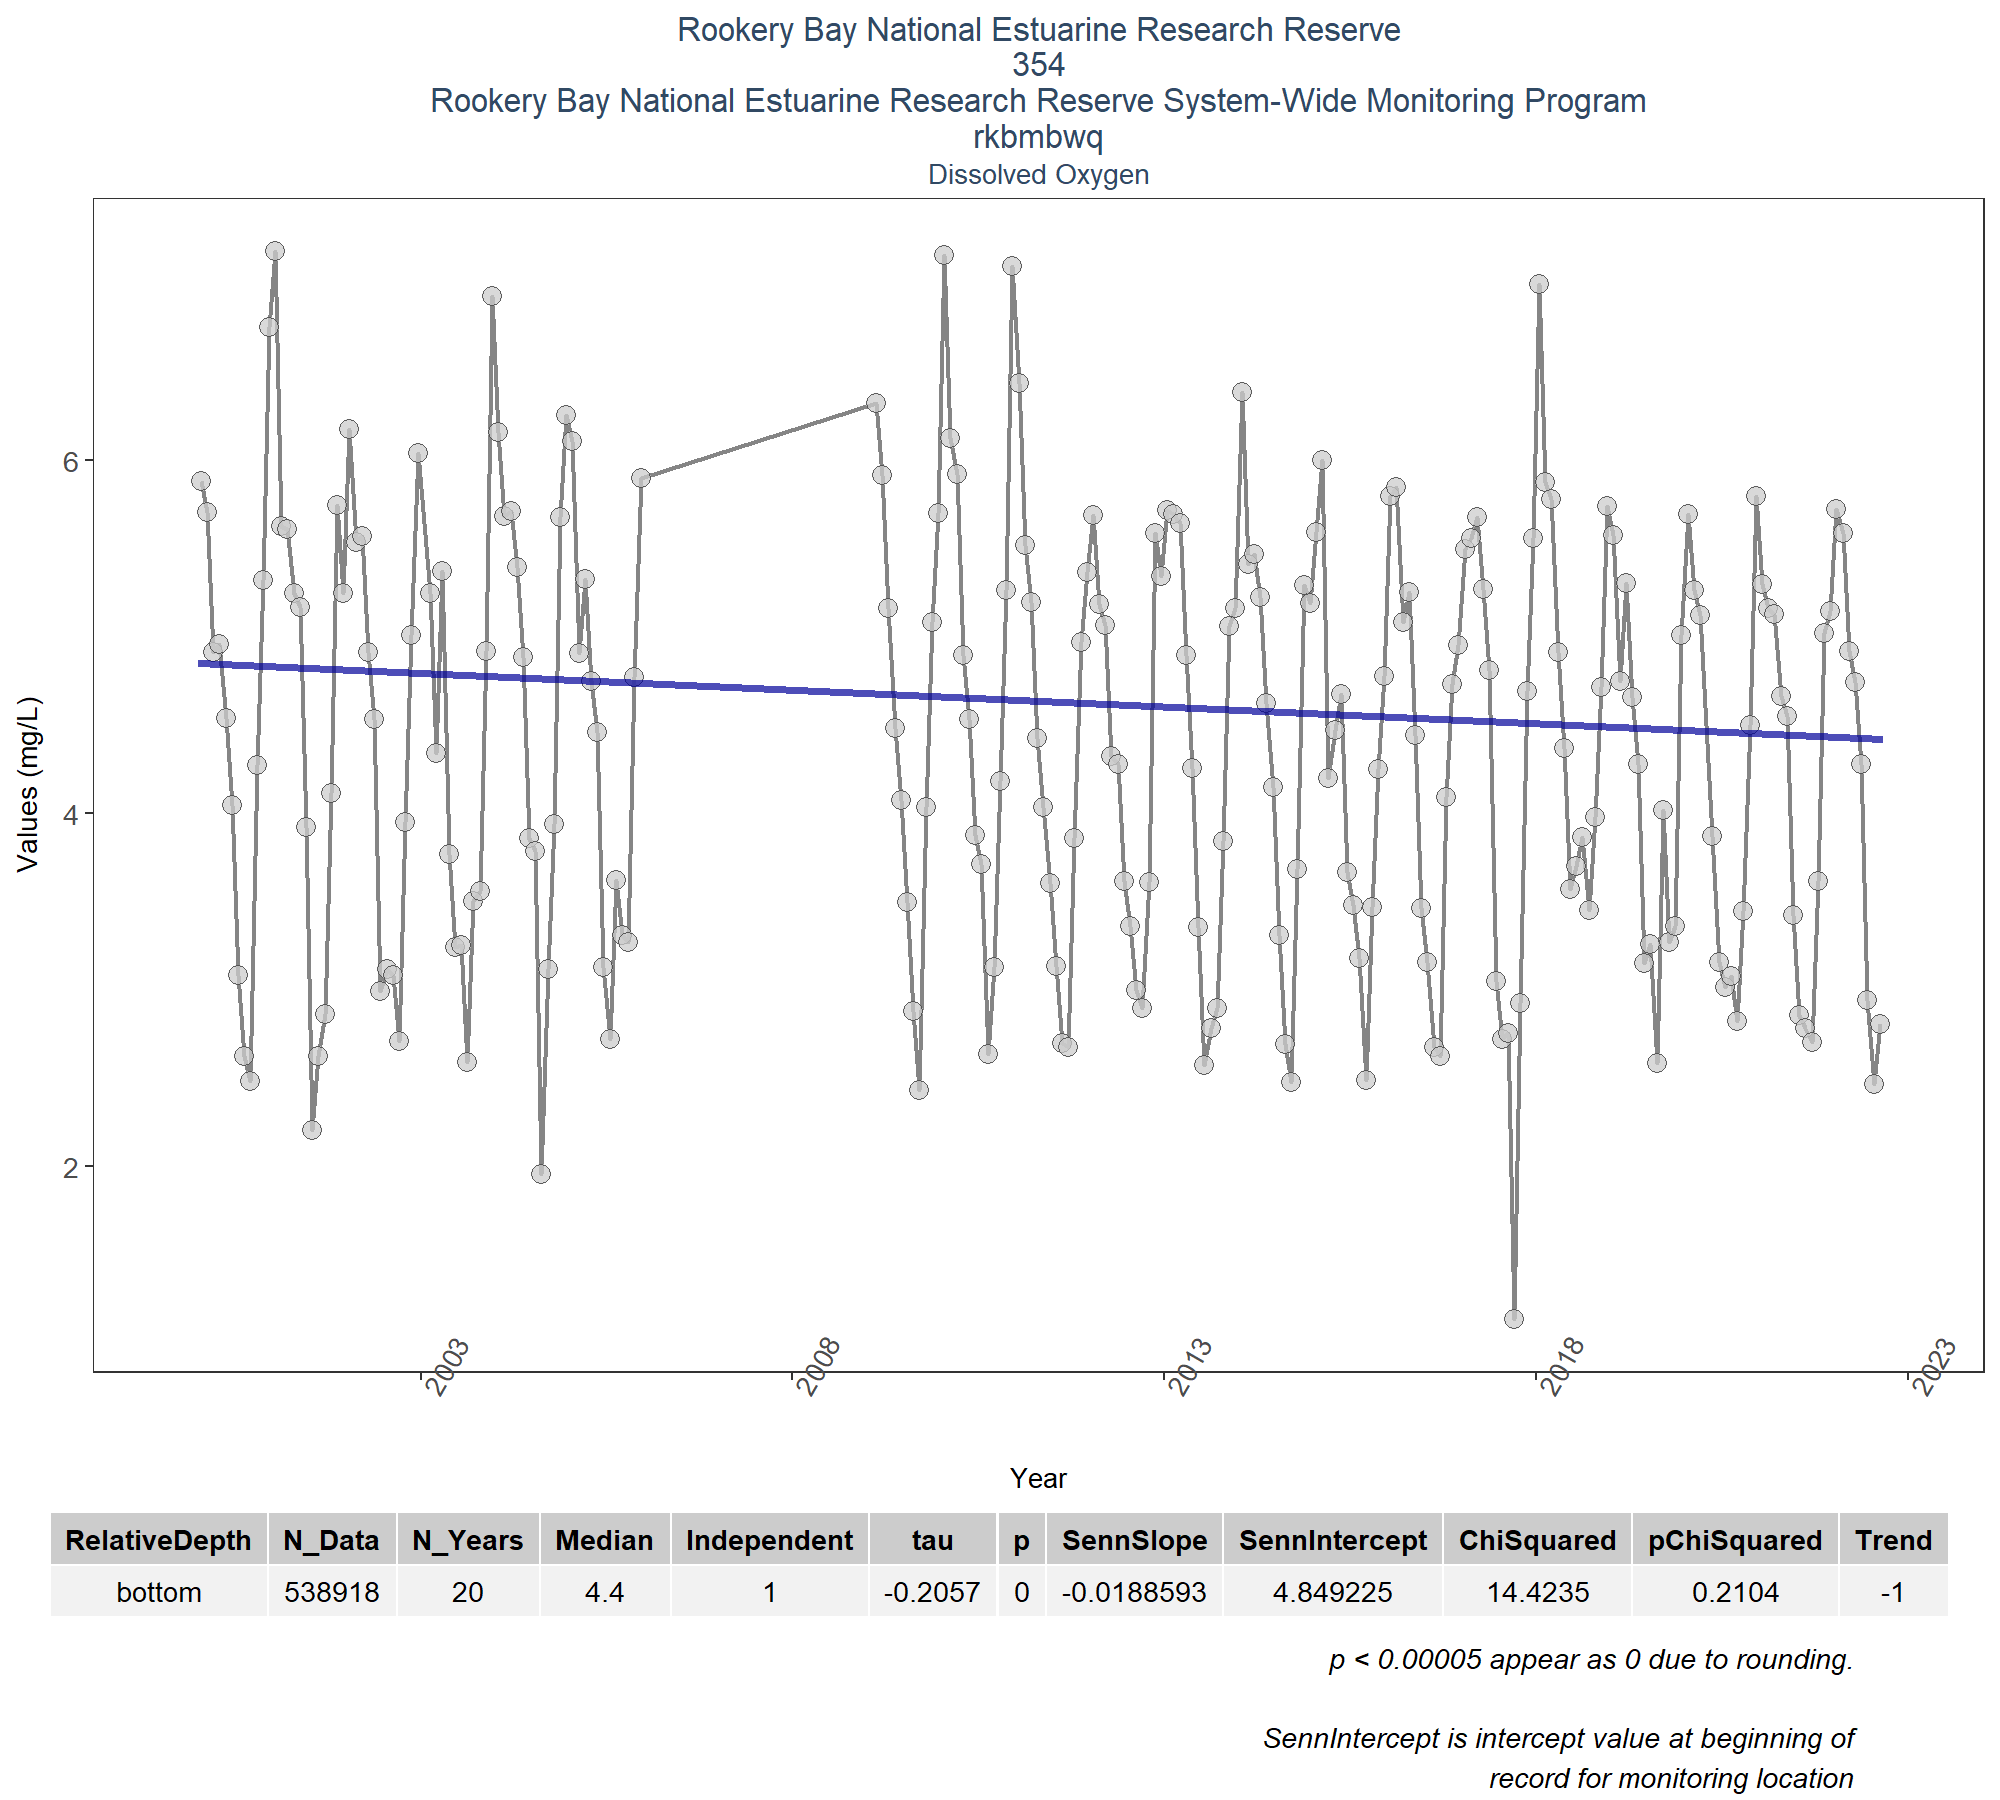 Rookery Bay National Estuarine Research Reserve
354
Rookery Bay National Estuarine Research Reserve System-Wide Monitoring Program
rkbmbwq
Dissolved Oxygen
Values (mg/L)
6
4
2
2003 2008 2013 2018 2023
Year
RelativeDepth N_Data N_Years Median Independent tau p SennSlope SennIntercept ChiSquared pChiSquared Trend
bottom 538918 20 4.4 1 -0.2057 0 -0.0188593 4.849225 14.4235 0.2104 -1
p < 0.00005 appear as 0 due to rounding.
SennIntercept is intercept value at beginning of
record for monitoring location